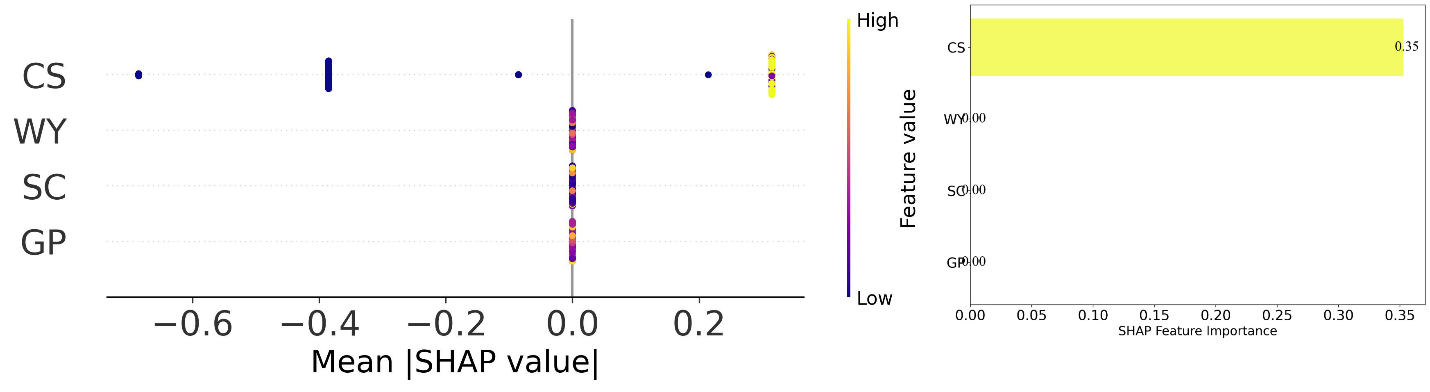 CS
WY
SC
GP
−0.6 −0.4 −0.2 0.0 0.2
Mean |SHAP value|
High
Low
Feature value
CS 0.35
WY 0.00
SC 0.00
GP 0.00
0.00 0.05 0.10 0.15 0.20 0.25 0.30 0.35
SHAP Feature Importance